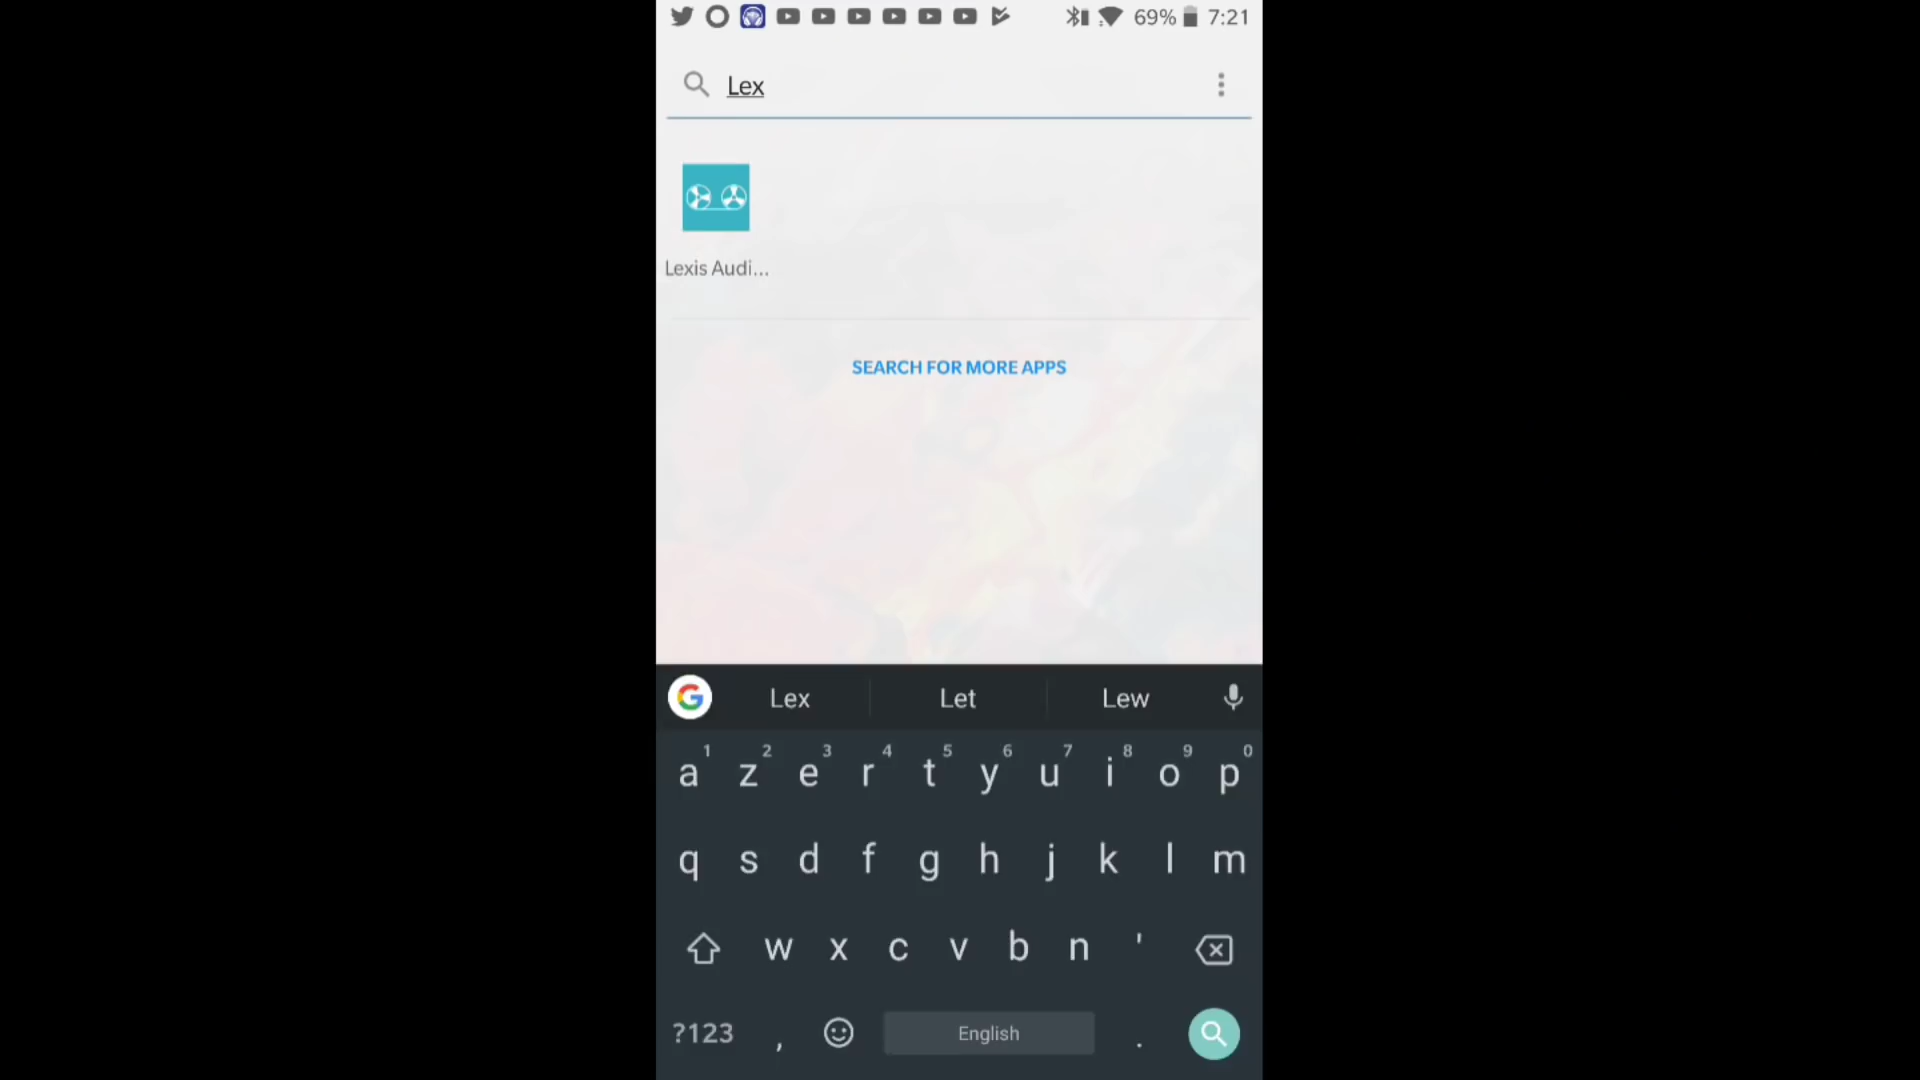 69% 7:21
Lex
Lexis Audi...
SEARCH FOR MORE APPS
Lex Let Lew
1 2 3 4 5 6 7 8 9 0
a z e r t y u i o p
q s d f g h j k l m
w x c v b n '
?123 , English .